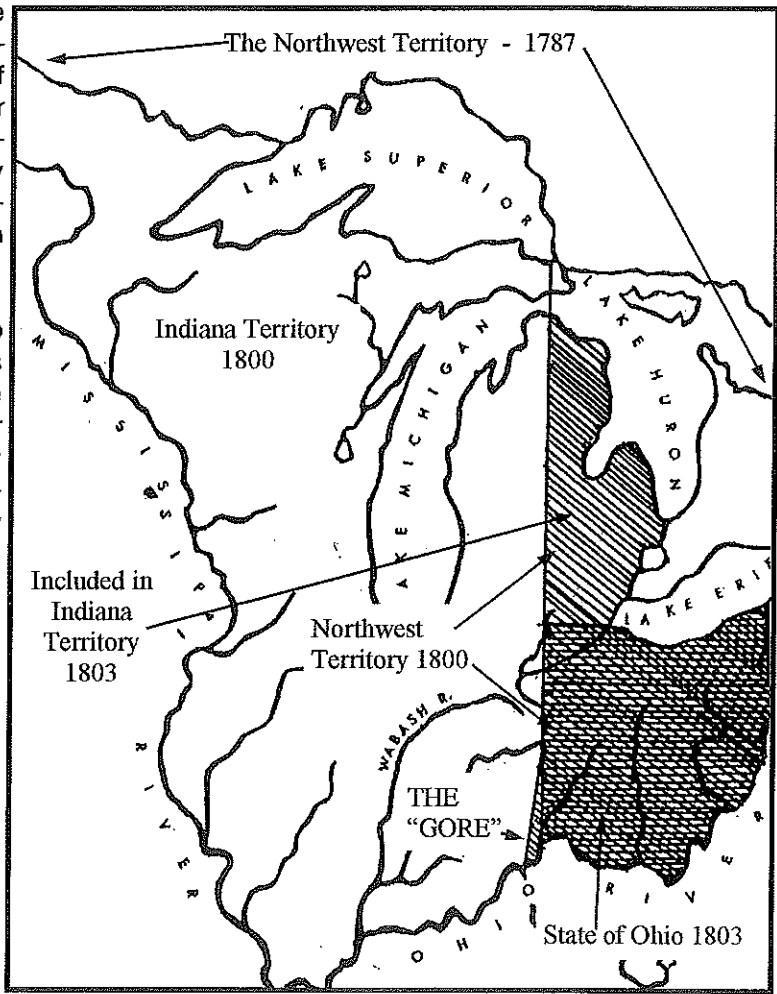 The Northwest Territory - 1787
LAKE SUPERIOR
Indiana Territory
1800
LAKE HURON
LAKE MICHIGAN
MISSISSIPPI
RIVER
Included in
Indiana
Territory
1803
Northwest
Territory 1800
LAKE ERIE
WABASH R.
THE
"GORE"
OHIO RIVER
State of Ohio 1803